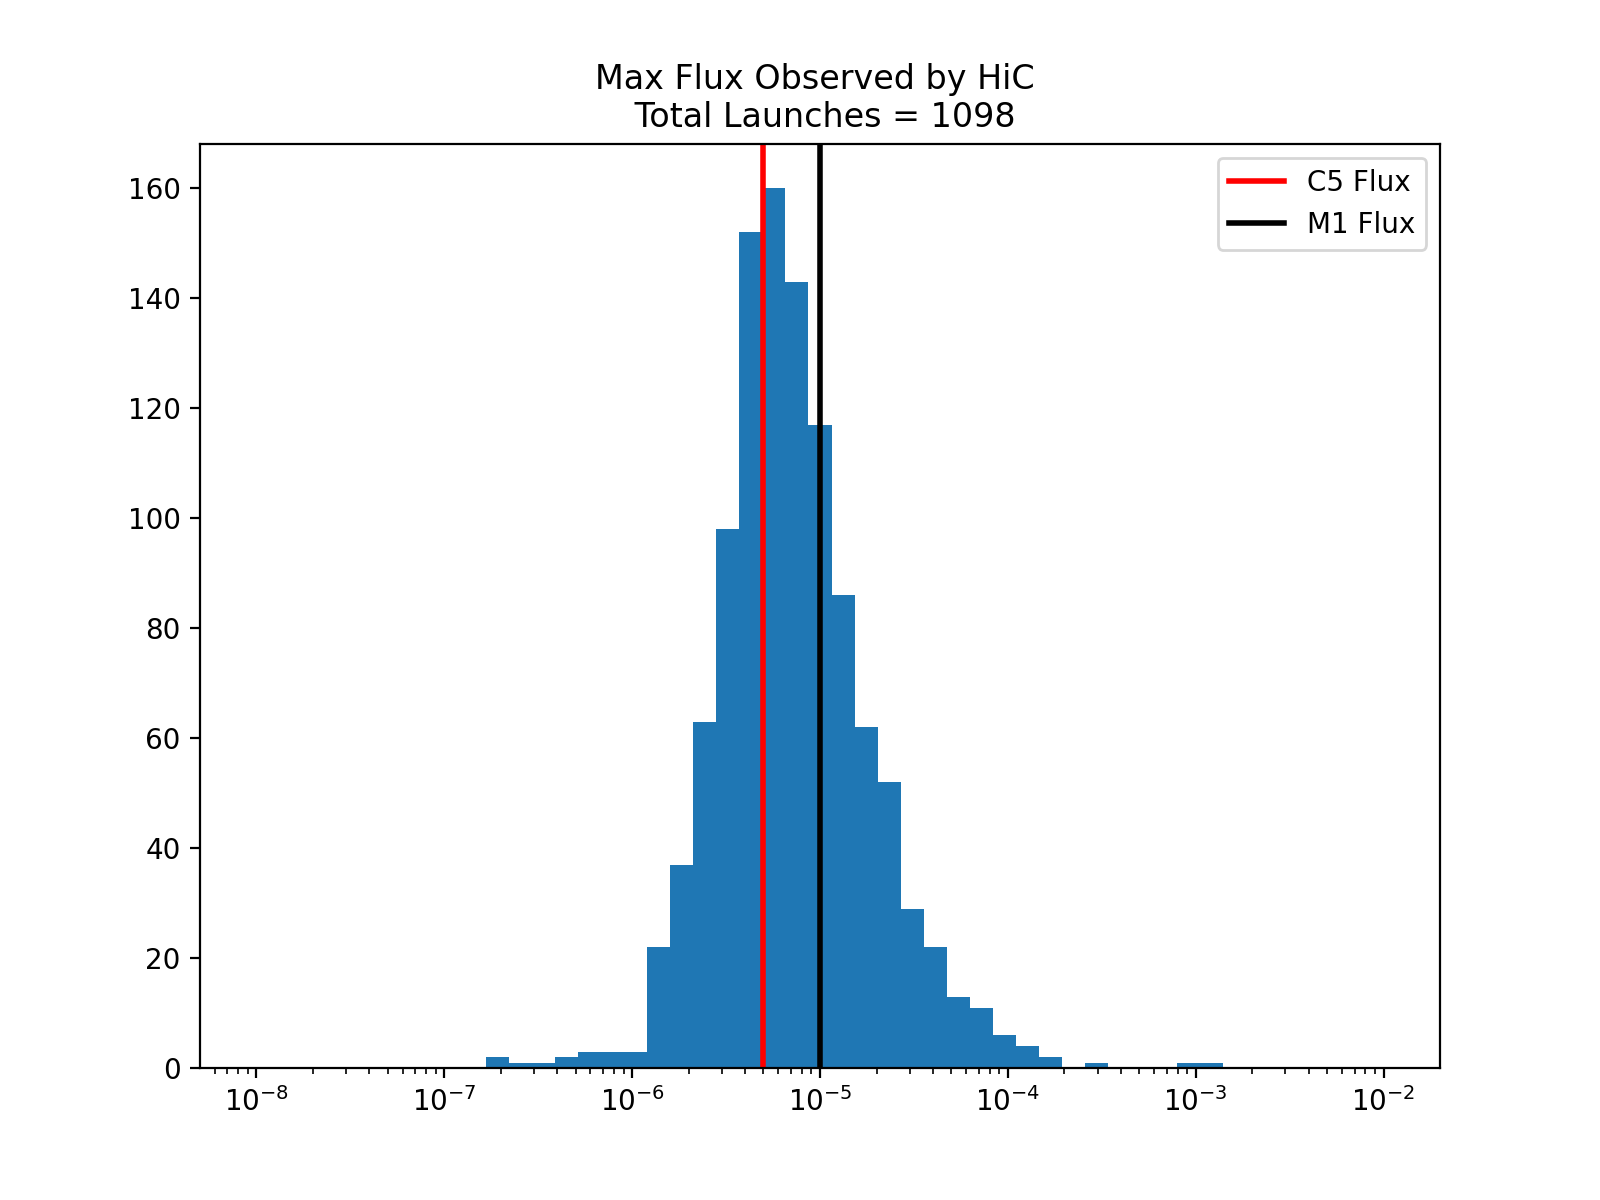 Max Flux Observed by HiC
Total Launches = 1098
C5 Flux
M1 Flux
160
140
120
100
80
60
40
20
0
10⁻⁸ 10⁻⁷ 10⁻⁶ 10⁻⁵ 10⁻⁴ 10⁻³ 10⁻²